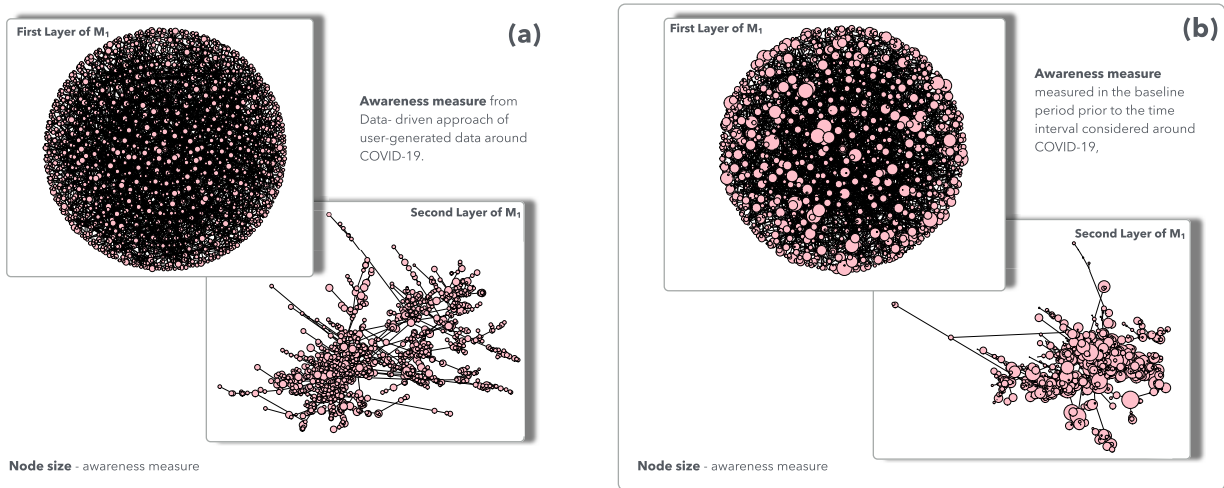 First Layer of M1
(a)
Awareness measure from
Data- driven approach of
user-generated data around
COVID-19.
Second Layer of M1
Node size - awareness measure
First Layer of M1
(b)
Awareness measure
measured in the baseline
period prior to the time
interval considered around
COVID-19,
Second Layer of M1
Node size - awareness measure